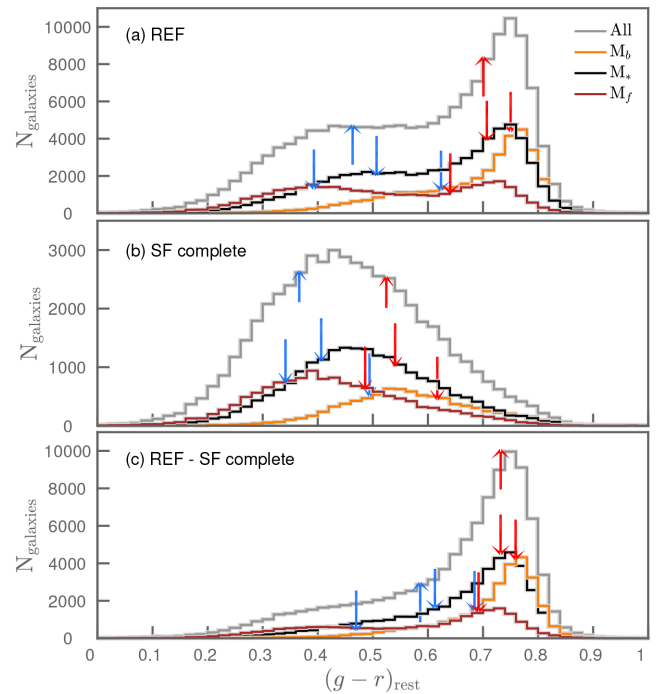 (a) REF
All
M_b
M_*
M_f
N_galaxies
10000
8000
6000
4000
2000
0
(b) SF complete
N_galaxies
3000
2000
1000
0
(c) REF - SF complete
N_galaxies
10000
8000
6000
4000
2000
0
0 0.1 0.2 0.3 0.4 0.5 0.6 0.7 0.8 0.9 1
(g − r)_rest